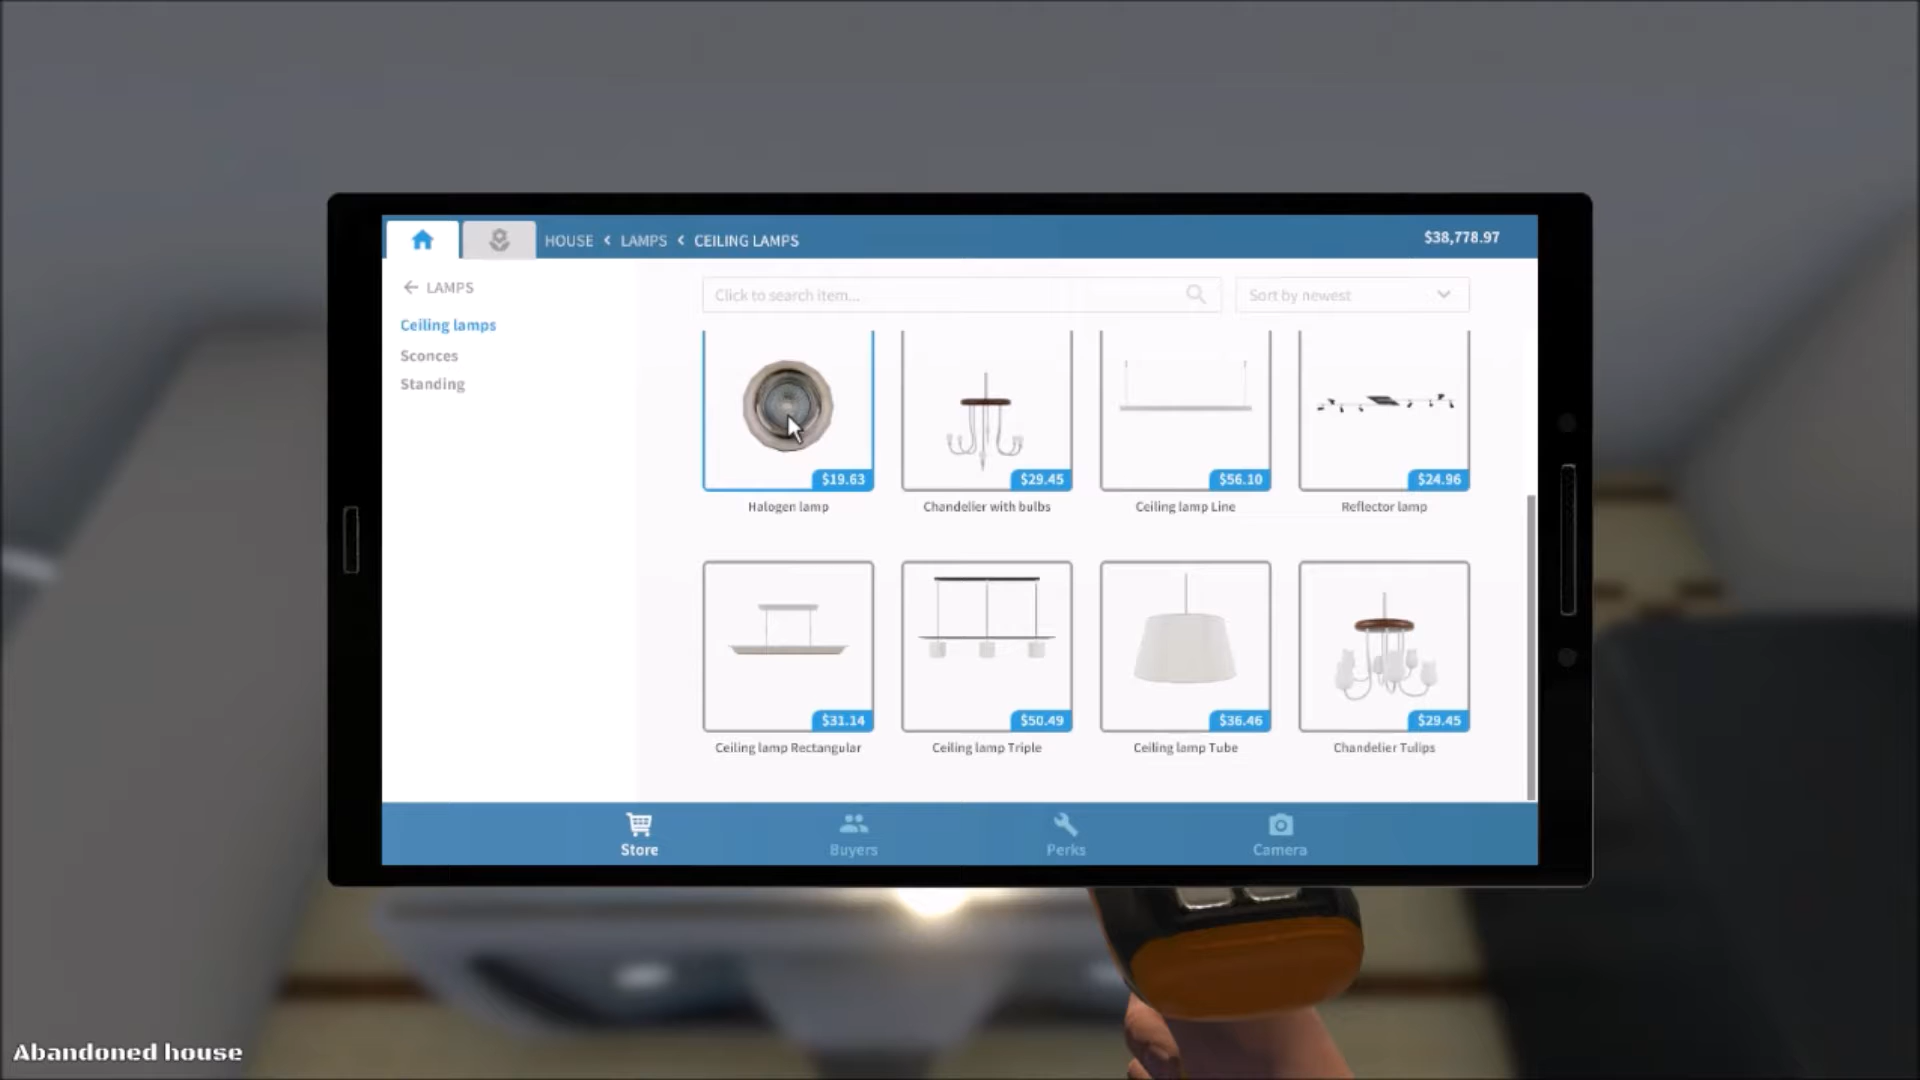 HOUSE < LAMPS < CEILING LAMPS
$38,778.97
LAMPS
Click to search item...
Sort by newest
Ceiling lamps
Sconces
Standing
$19.63
$29.45
$56.10
$24.96
Halogen lamp
Chandelier with bulbs
Ceiling lamp Line
Reflector lamp
$31.14
$50.49
$36.46
$29.45
Ceiling lamp Rectangular
Ceiling lamp Triple
Ceiling lamp Tube
Chandelier Tulips
Store
Buyers
Perks
Camera
Abandoned house